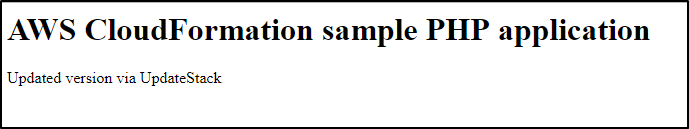 AWS CloudFormation sample PHP application
Updated version via UpdateStack